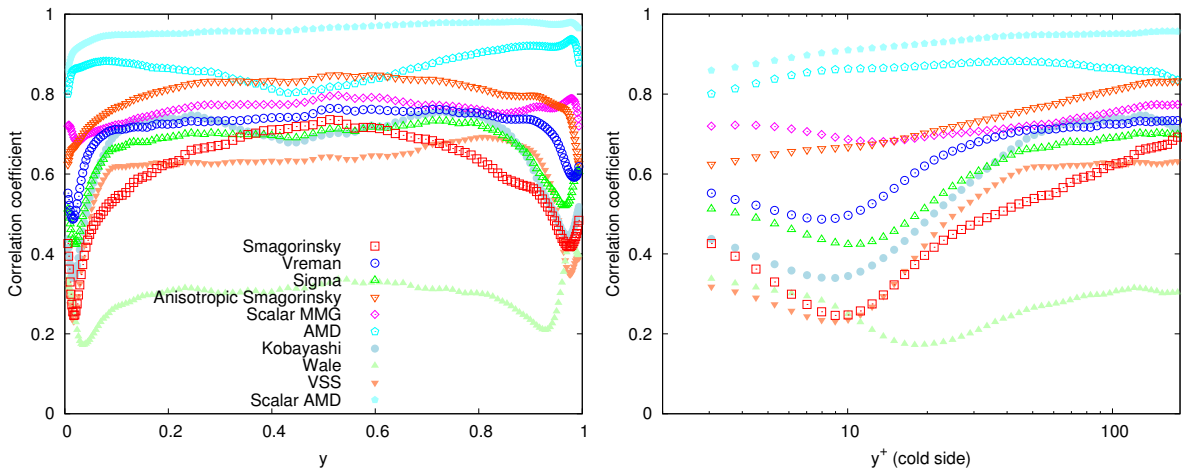 Correlation coefficient
1
0.8
0.6
0.4
0.2
0
0
0.2
0.4
0.6
0.8
1
y
Smagorinsky
Vreman
Sigma
Anisotropic Smagorinsky
Scalar MMG
AMD
Kobayashi
Wale
VSS
Scalar AMD
Correlation coefficient
1
0.8
0.6
0.4
0.2
0
10
100
y+ (cold side)